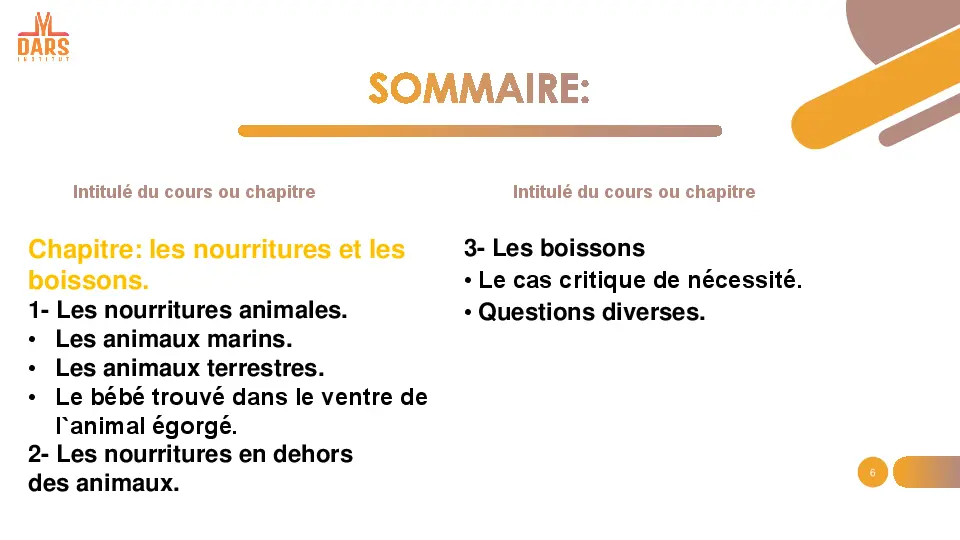 DARS
INSTITUT
SOMMAIRE:
Intitulé du cours ou chapitre
Chapitre: les nourritures et les
boissons.
1- Les nourritures animales.
• Les animaux marins.
• Les animaux terrestres.
• Le bébé trouvé dans le ventre de
l`animal égorgé.
2- Les nourritures en dehors
des animaux.
Intitulé du cours ou chapitre
3- Les boissons
• Le cas critique de nécessité.
• Questions diverses.
6